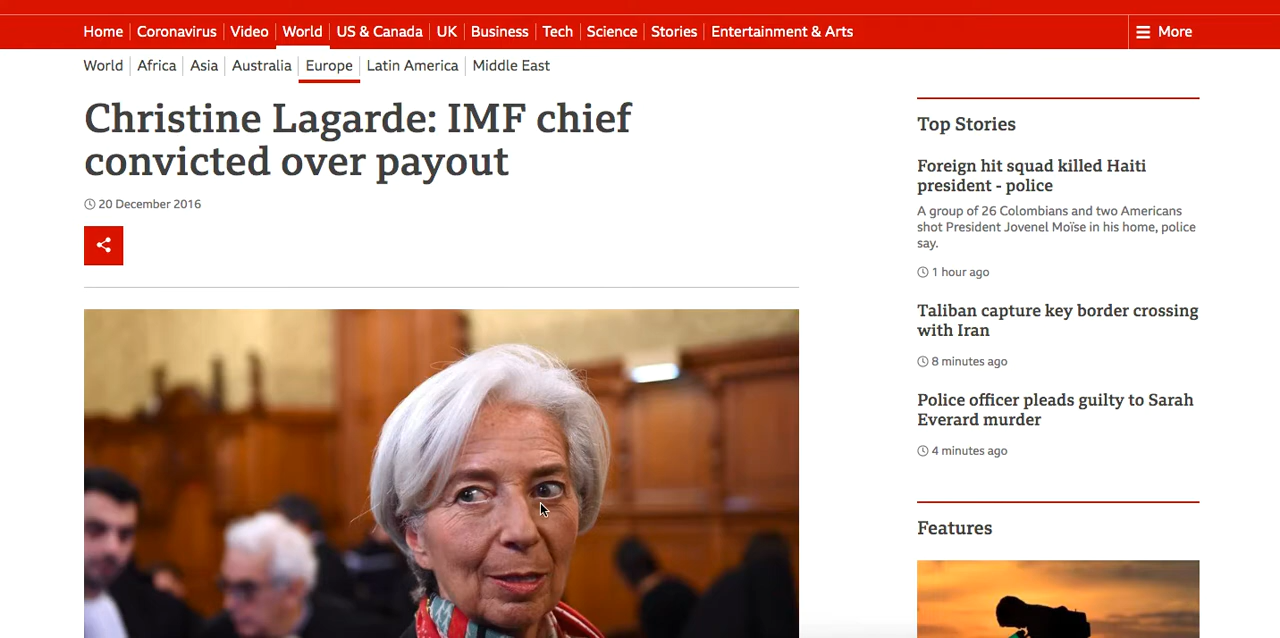 Home Coronavirus Video World US & Canada UK Business Tech Science Stories Entertainment & Arts More
World Africa Asia Australia Europe Latin America Middle East
Christine Lagarde: IMF chief
convicted over payout
20 December 2016
Top Stories
Foreign hit squad killed Haiti
president - police
A group of 26 Colombians and two Americans
shot President Jovenel Moïse in his home, police
say.
1 hour ago
Taliban capture key border crossing
with Iran
8 minutes ago
Police officer pleads guilty to Sarah
Everard murder
4 minutes ago
Features